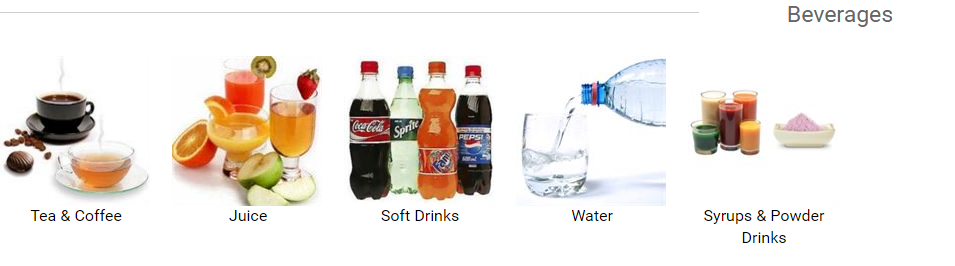 Beverages
Coca-Cola
Sprite
Fanta
PEPSI
Tea & Coffee
Juice
Soft Drinks
Water
Syrups & Powder
Drinks